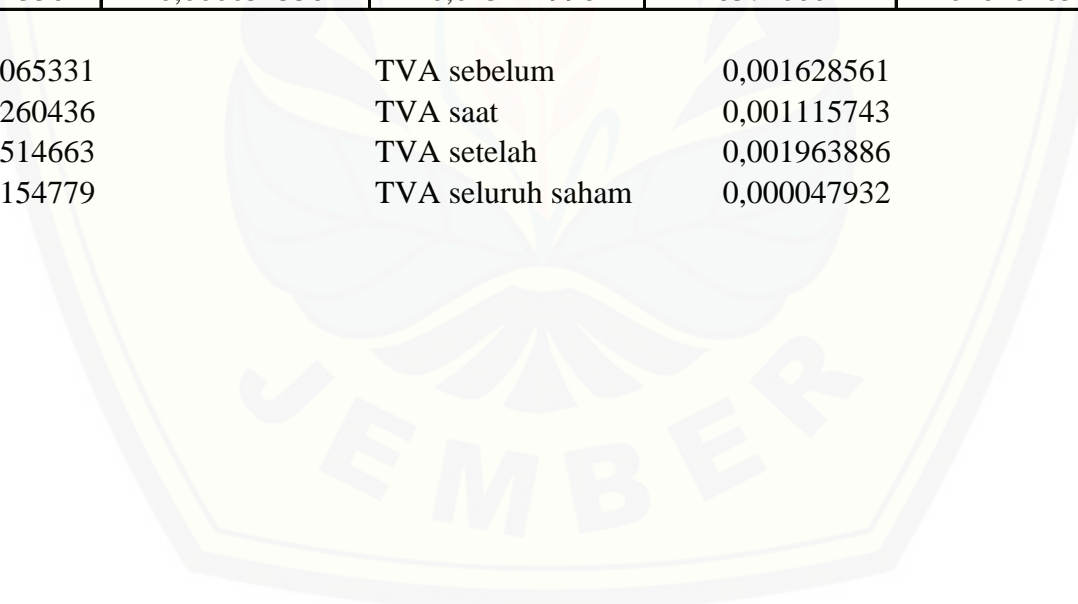 065331 TVA sebelum 0,001628561
260436 TVA saat 0,001115743
514663 TVA setelah 0,001963886
154779 TVA seluruh saham 0,000047932
JEMBER